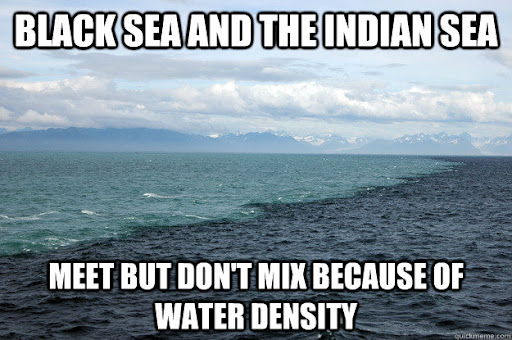 BLACK SEA AND THE INDIAN SEA
MEET BUT DON'T MIX BECAUSE OF
WATER DENSITY
quickmeme.com